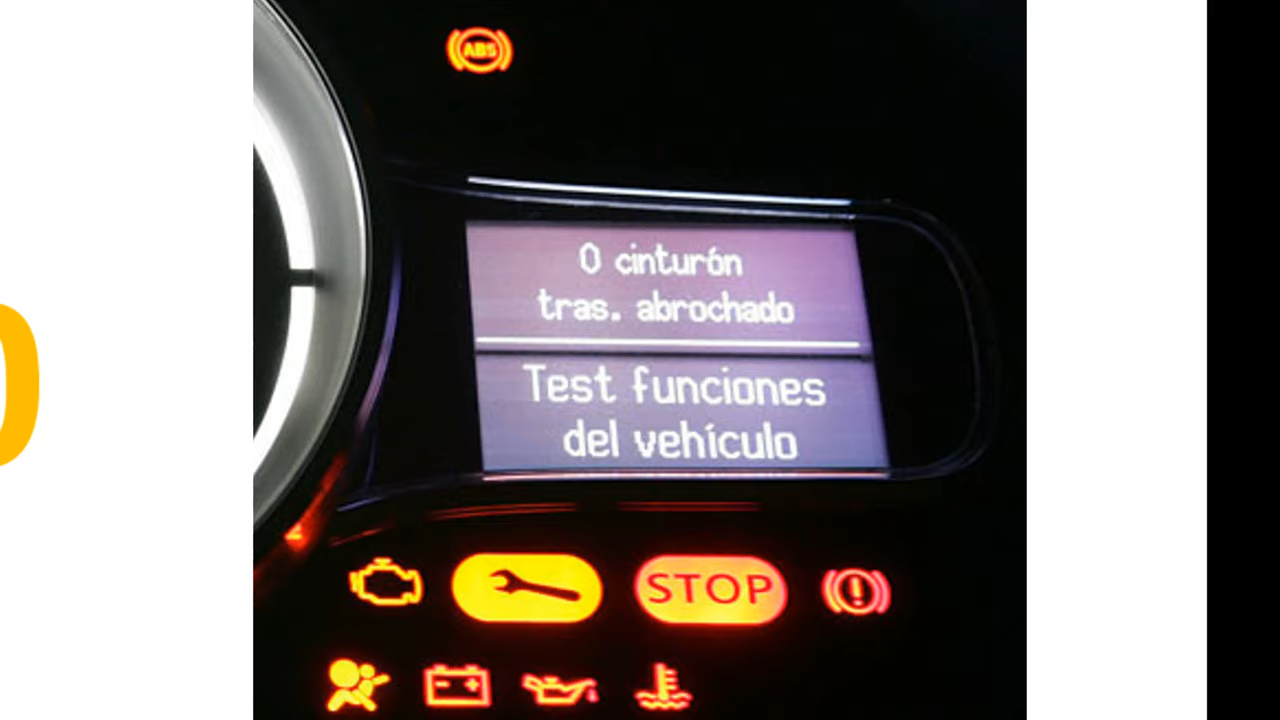 ABS
0 cinturón
tras. abrochado
Test funciones
del vehículo
STOP